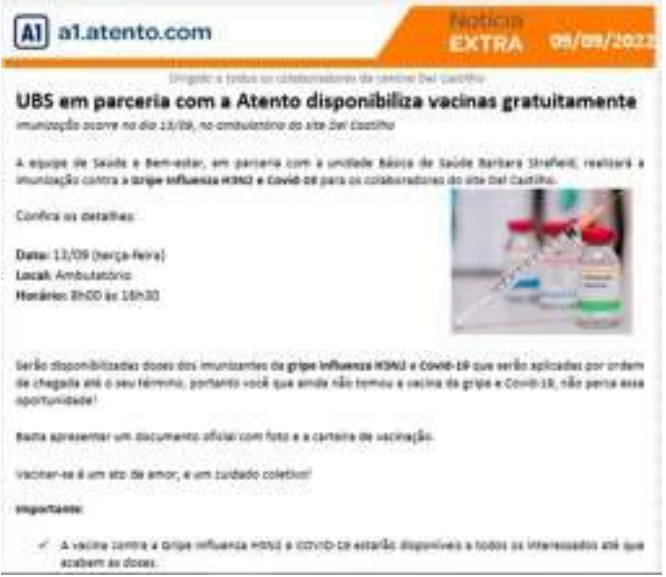 A1 a1.atento.com
Notícia
EXTRA 09/09/2022
Dirigido a todos os colaboradores da central Del Castilho
UBS em parceria com a Atento disponibiliza vacinas gratuitamente
Imunização ocorre no dia 13/09, no ambulatório do site Del Castilho
A equipe de Saúde e Bem-estar, em parceria com a unidade Básica de Saúde Barbara realizará a
imunização contra a Gripe Influenza H3N2 e Covid-19 para os colaboradores do site Del Castilho.
Confira os detalhes:
Data: 13/09 (terça-feira)
Local: Ambulatório
Horário: 8h00 às 16h30
Serão disponibilizadas doses dos imunizantes da gripe Influenza H3N2 e Covid-19 que serão aplicadas por ordem
de chegada até o seu término, portanto você que ainda não tomou a vacina da gripe e Covid-19, não perca essa
oportunidade!
Basta apresentar um documento oficial com foto e a carteira de vacinação.
Vacinar-se é um ato de amor, e um cuidado coletivo!
Importante:
✓ A vacina contra a Gripe Influenza H3N2 e COVID-19 estarão disponíveis a todos os interessados até que
acabem as doses.